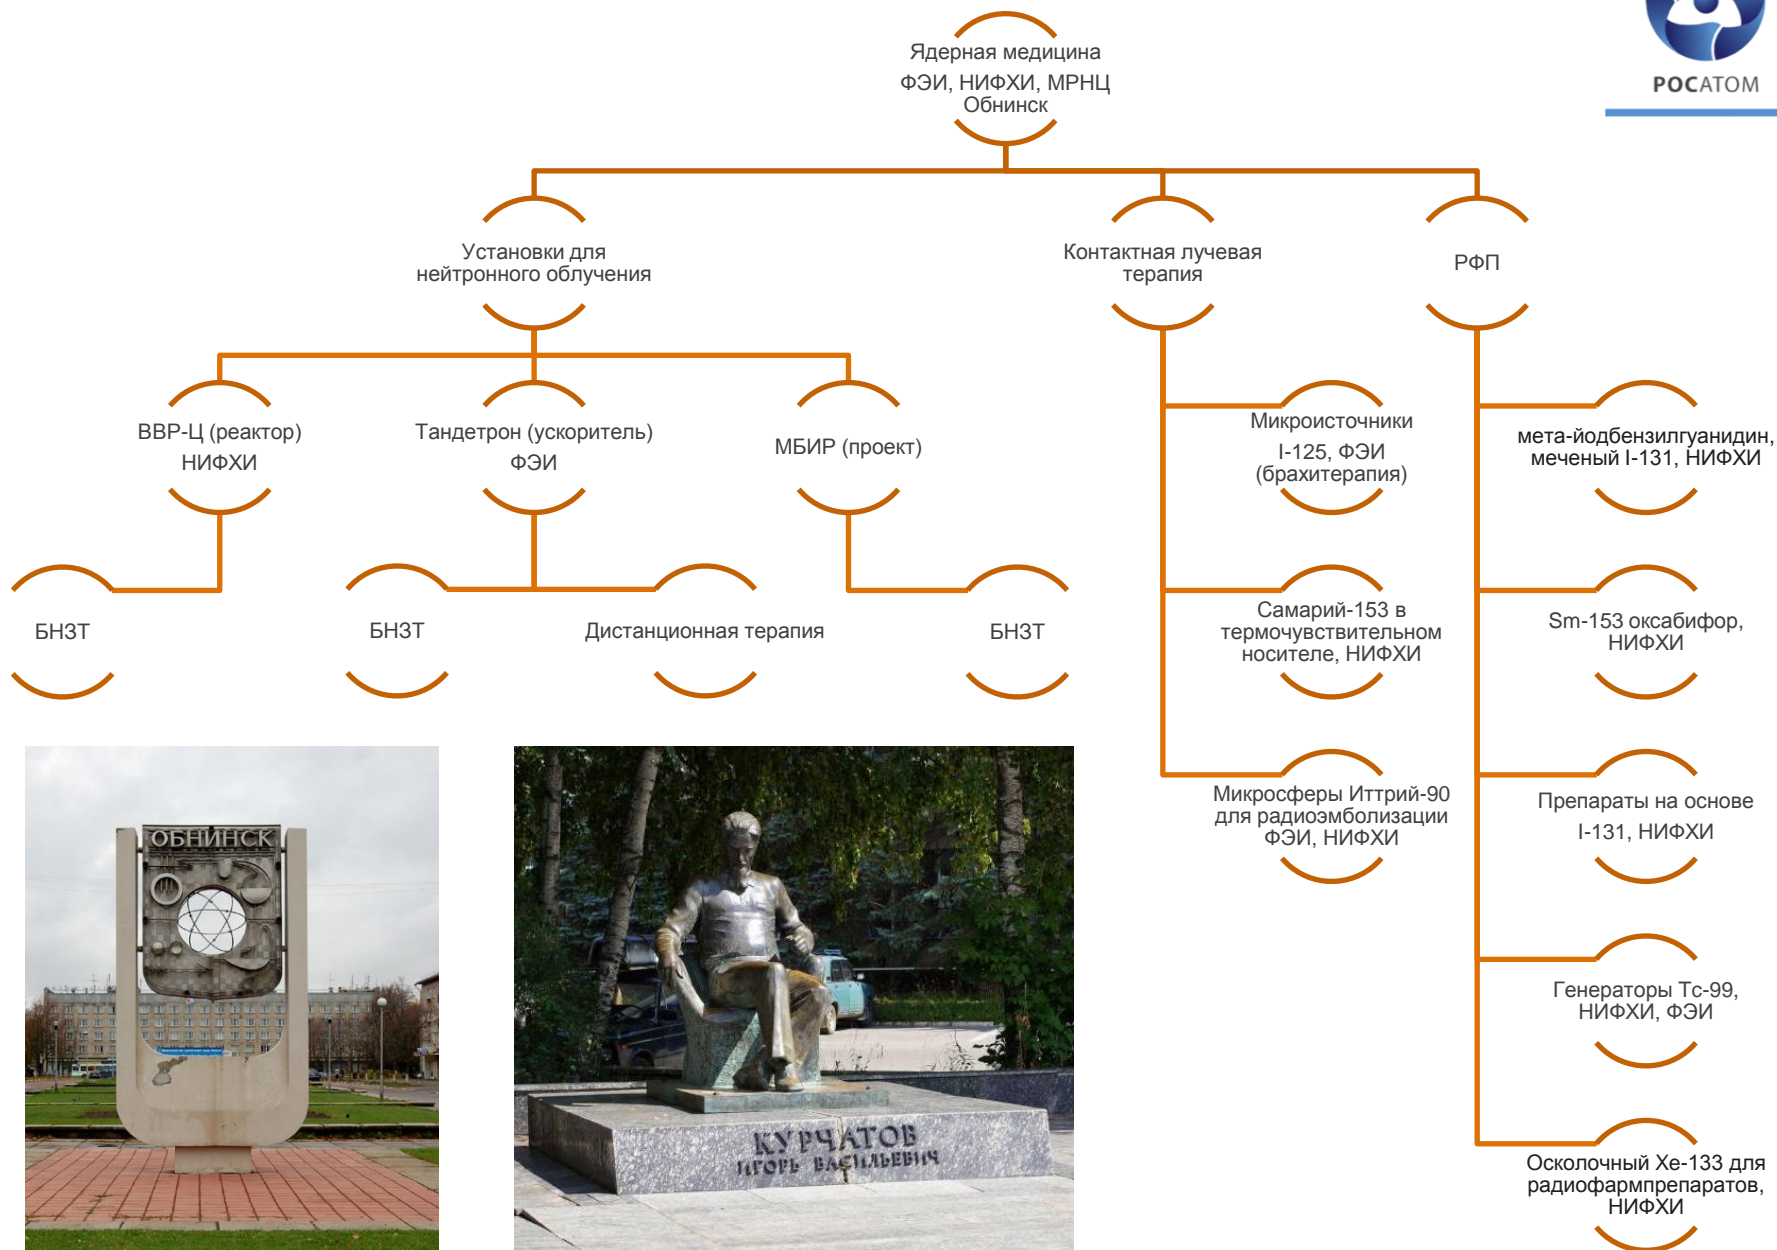 РОСАТОМ
Ядерная медицина
ФЭИ, НИФХИ, МРНЦ
Обнинск
Установки для
нейтронного облучения
Контактная лучевая
терапия
РФП
ВВР-Ц (реактор)
НИФХИ
Тандетрон (ускоритель)
ФЭИ
МБИР (проект)
Микроисточники
I-125, ФЭИ
(брахитерапия)
мета-йодбензилгуанидин,
меченый I-131, НИФХИ
БНЗТ
БНЗТ
Дистанционная терапия
БНЗТ
Самарий-153 в
термочувствительном
носителе, НИФХИ
Sm-153 оксабифор,
НИФХИ
Микросферы Иттрий-90
для радиоэмболизации
ФЭИ, НИФХИ
Препараты на основе
I-131, НИФХИ
Генераторы Тс-99,
НИФХИ, ФЭИ
Осколочный Хе-133 для
радиофармпрепаратов,
НИФХИ
ОБНИНСК
КУРЧАТОВ
ИГОРЬ ВАСИЛЬЕВИЧ